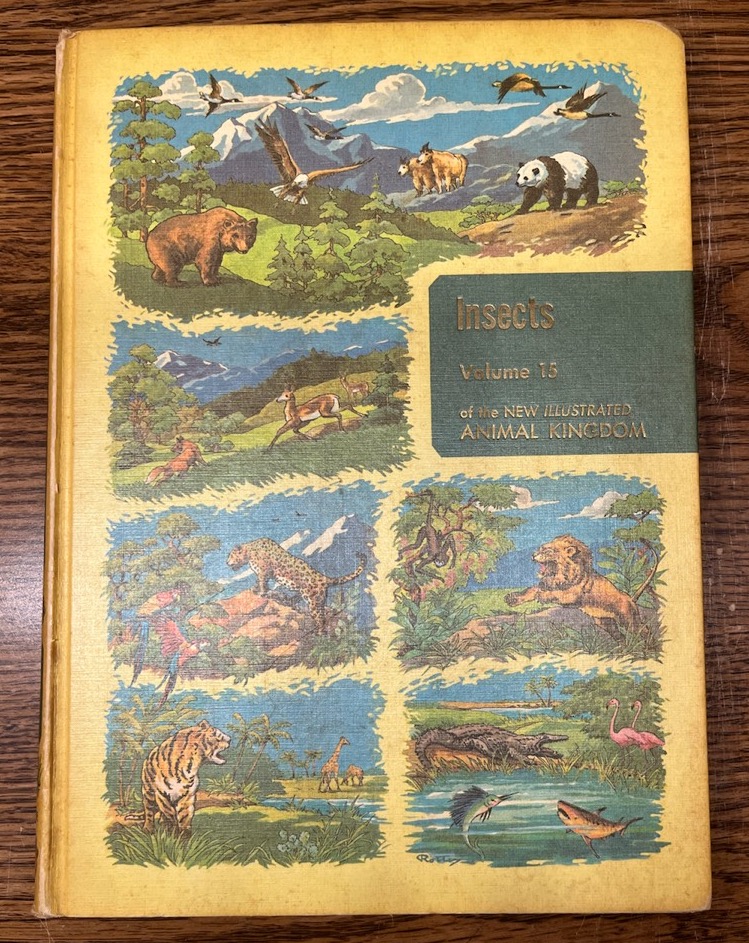 Insects
Volume 15
of the NEW ILLUSTRATED
ANIMAL KINGDOM